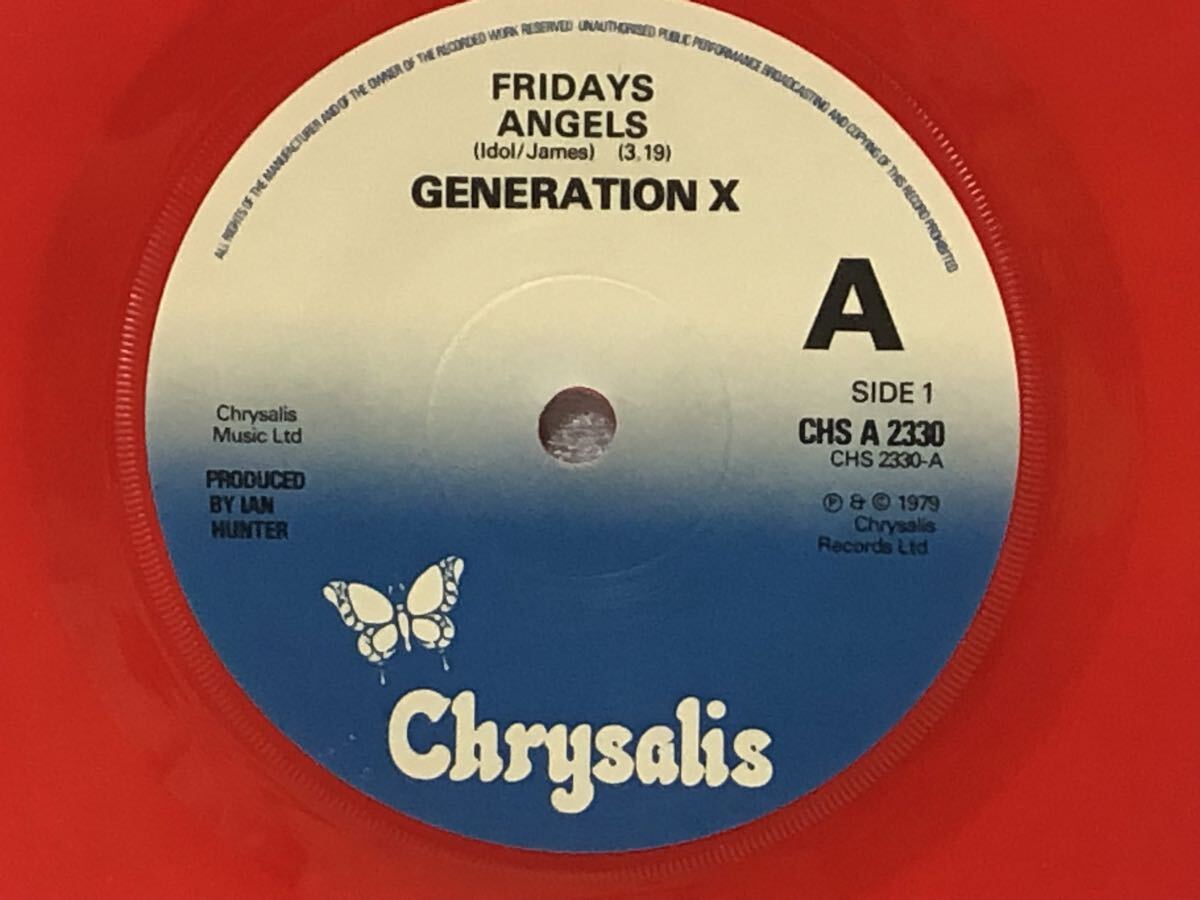 ALL RIGHTS OF THE MANUFACTURER AND OF THE OWNER OF THE RECORDED WORK RESERVED UNAUTHORISED PUBLIC PERFORMANCE BROADCASTING AND COPYING OF THIS RECORD PROHIBITED
FRIDAYS
ANGELS
(Idol/James) (3.19)
GENERATION X
A
SIDE 1
CHS A 2330
CHS 2330-A
℗ & © 1979
Chrysalis
Records Ltd
Chrysalis
Music Ltd
PRODUCED
BY IAN
HUNTER
Chrysalis